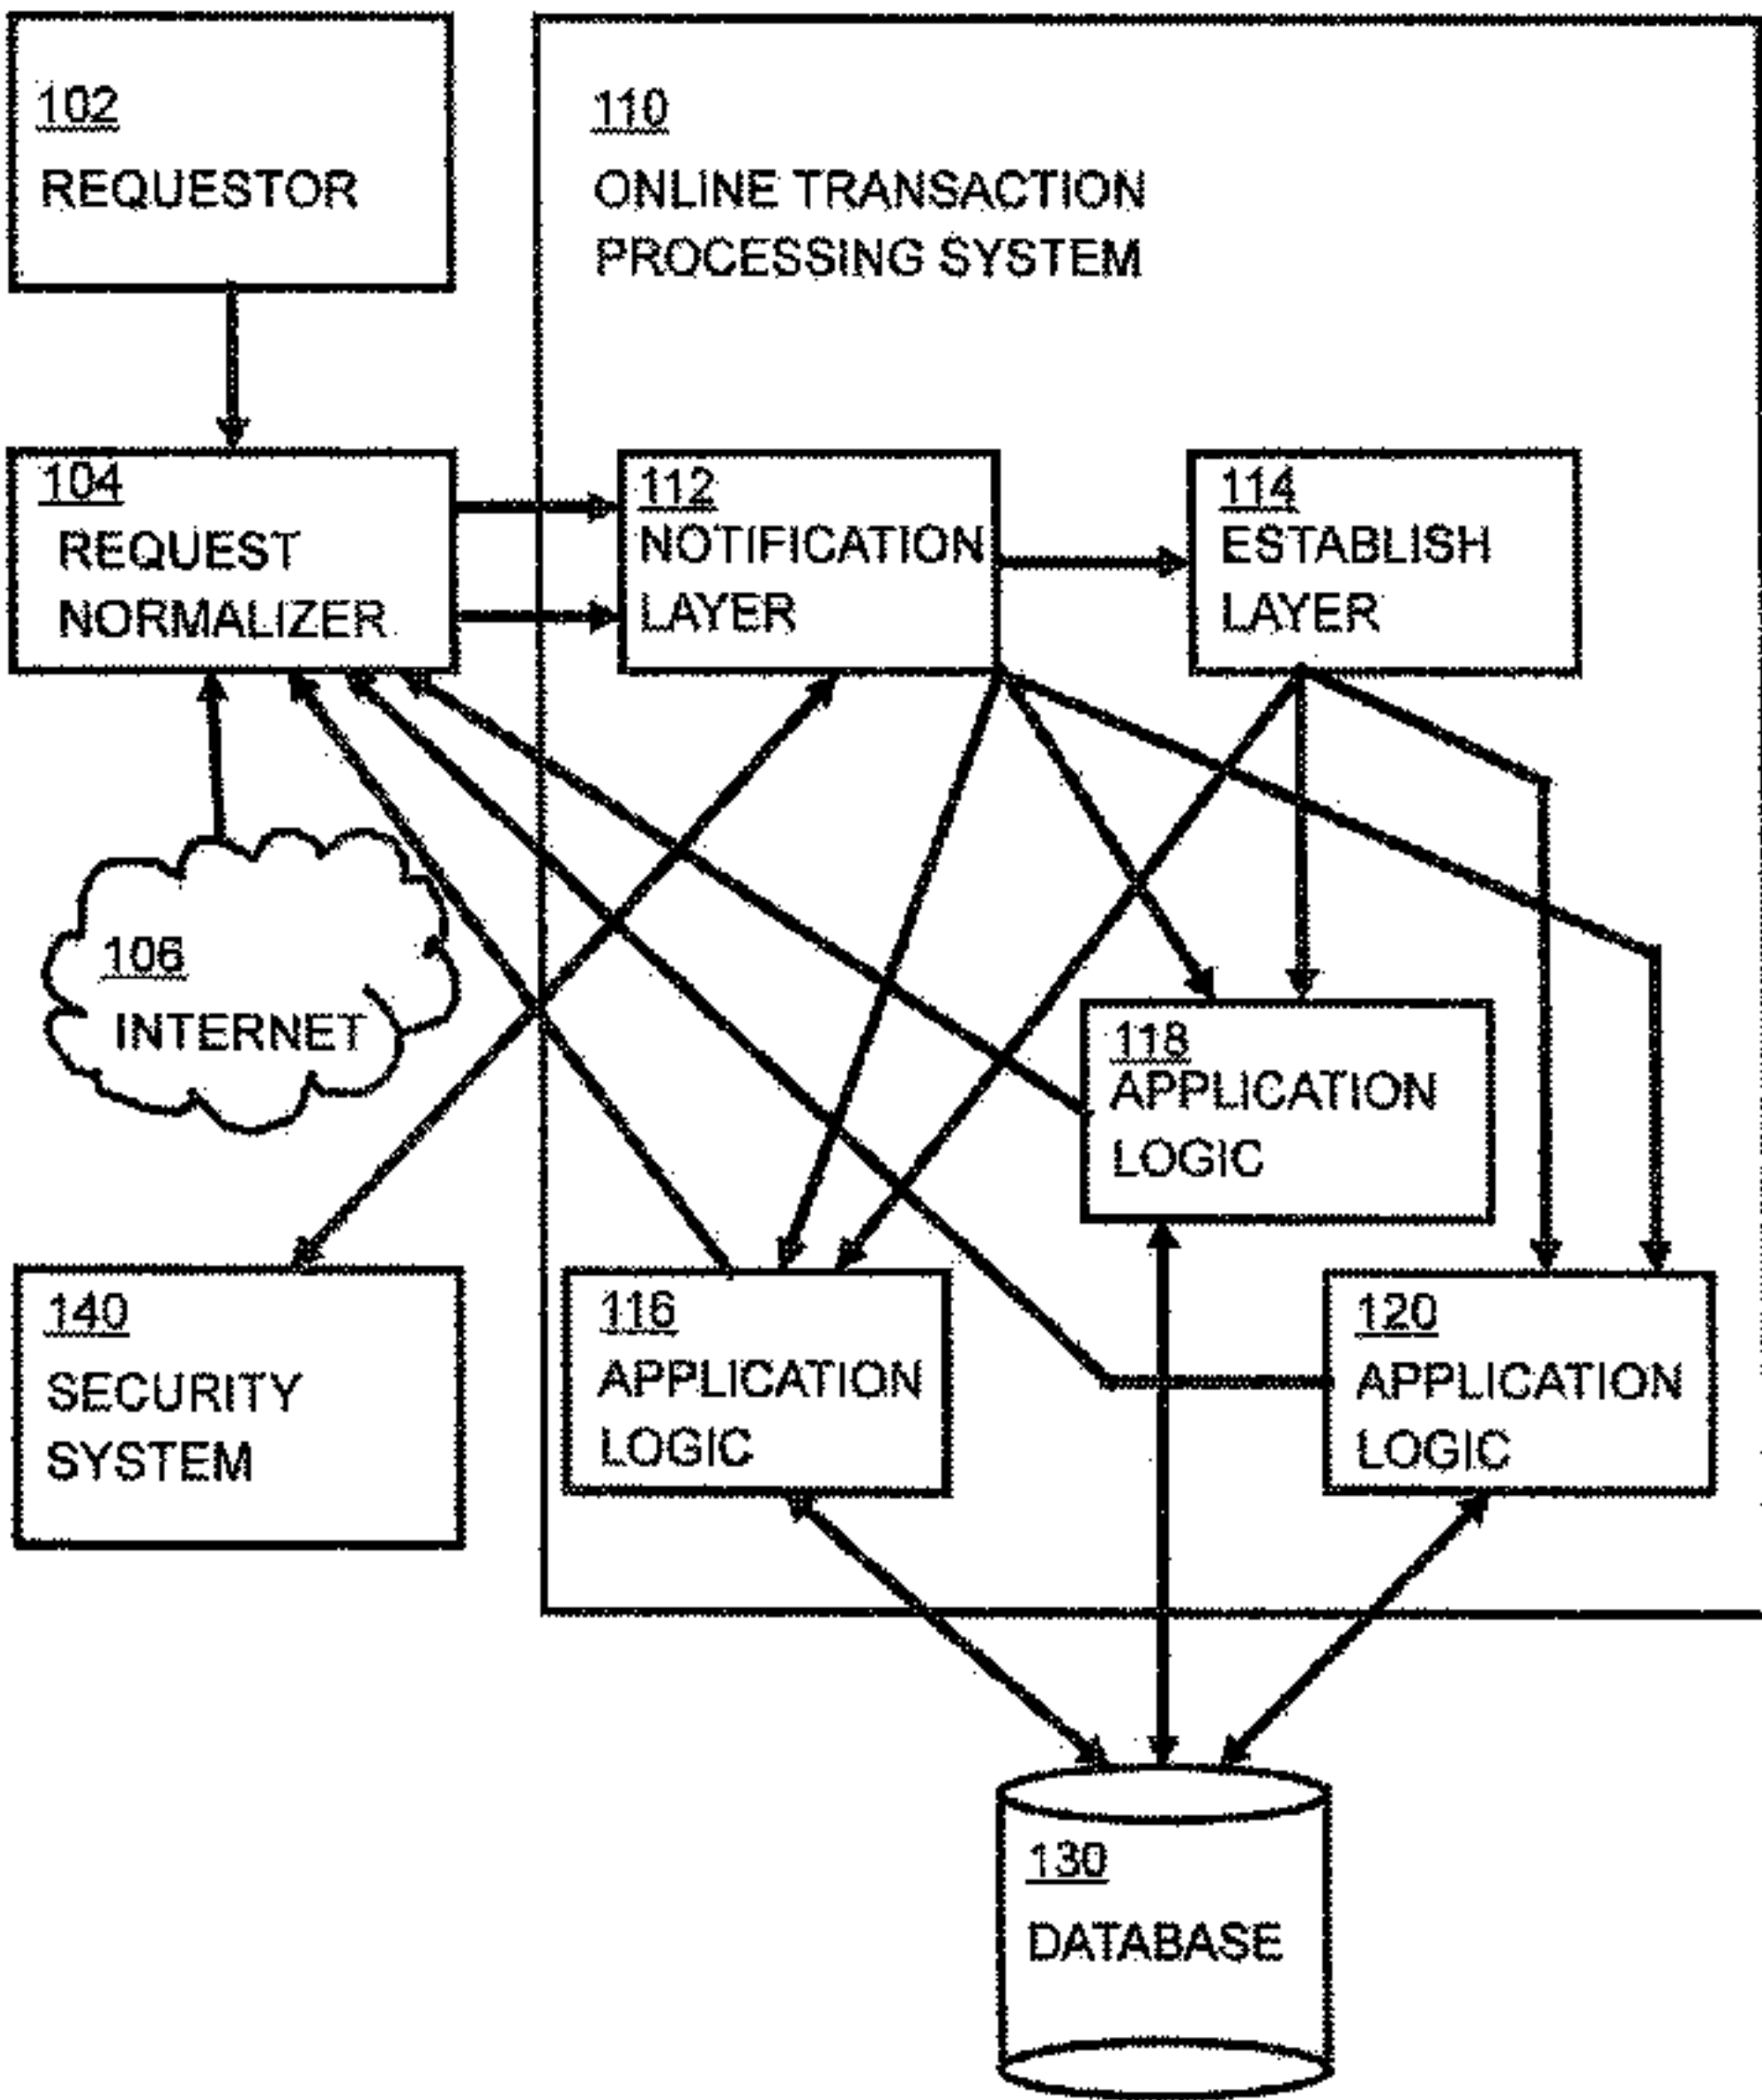 102
REQUESTOR
110
ONLINE TRANSACTION
PROCESSING SYSTEM
104
REQUEST
NORMALIZER
112
NOTIFICATION
LAYER
114
ESTABLISH
LAYER
106
INTERNET
118
APPLICATION
LOGIC
140
SECURITY
SYSTEM
116
APPLICATION
LOGIC
120
APPLICATION
LOGIC
130
DATABASE